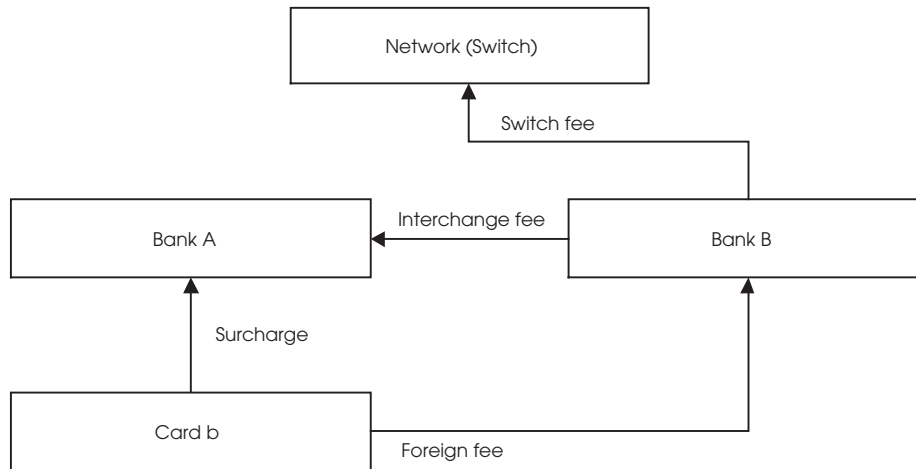 Network (Switch)
Switch fee
Interchange fee
Bank A
Bank B
Surcharge
Card b
Foreign fee